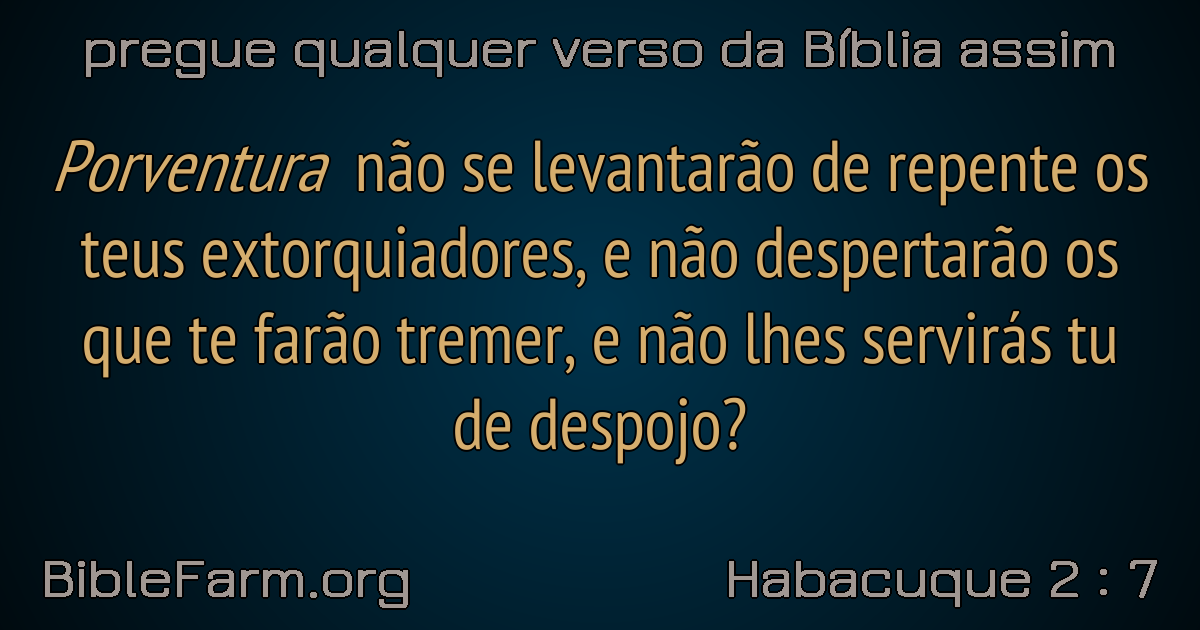 pregue qualquer verso da Bíblia assim
Porventura não se levantarão de repente os
teus extorquiadores, e não despertarão os
que te farão tremer, e não lhes servirás tu
de despojo?
BibleFarm.org
Habacuque 2 : 7